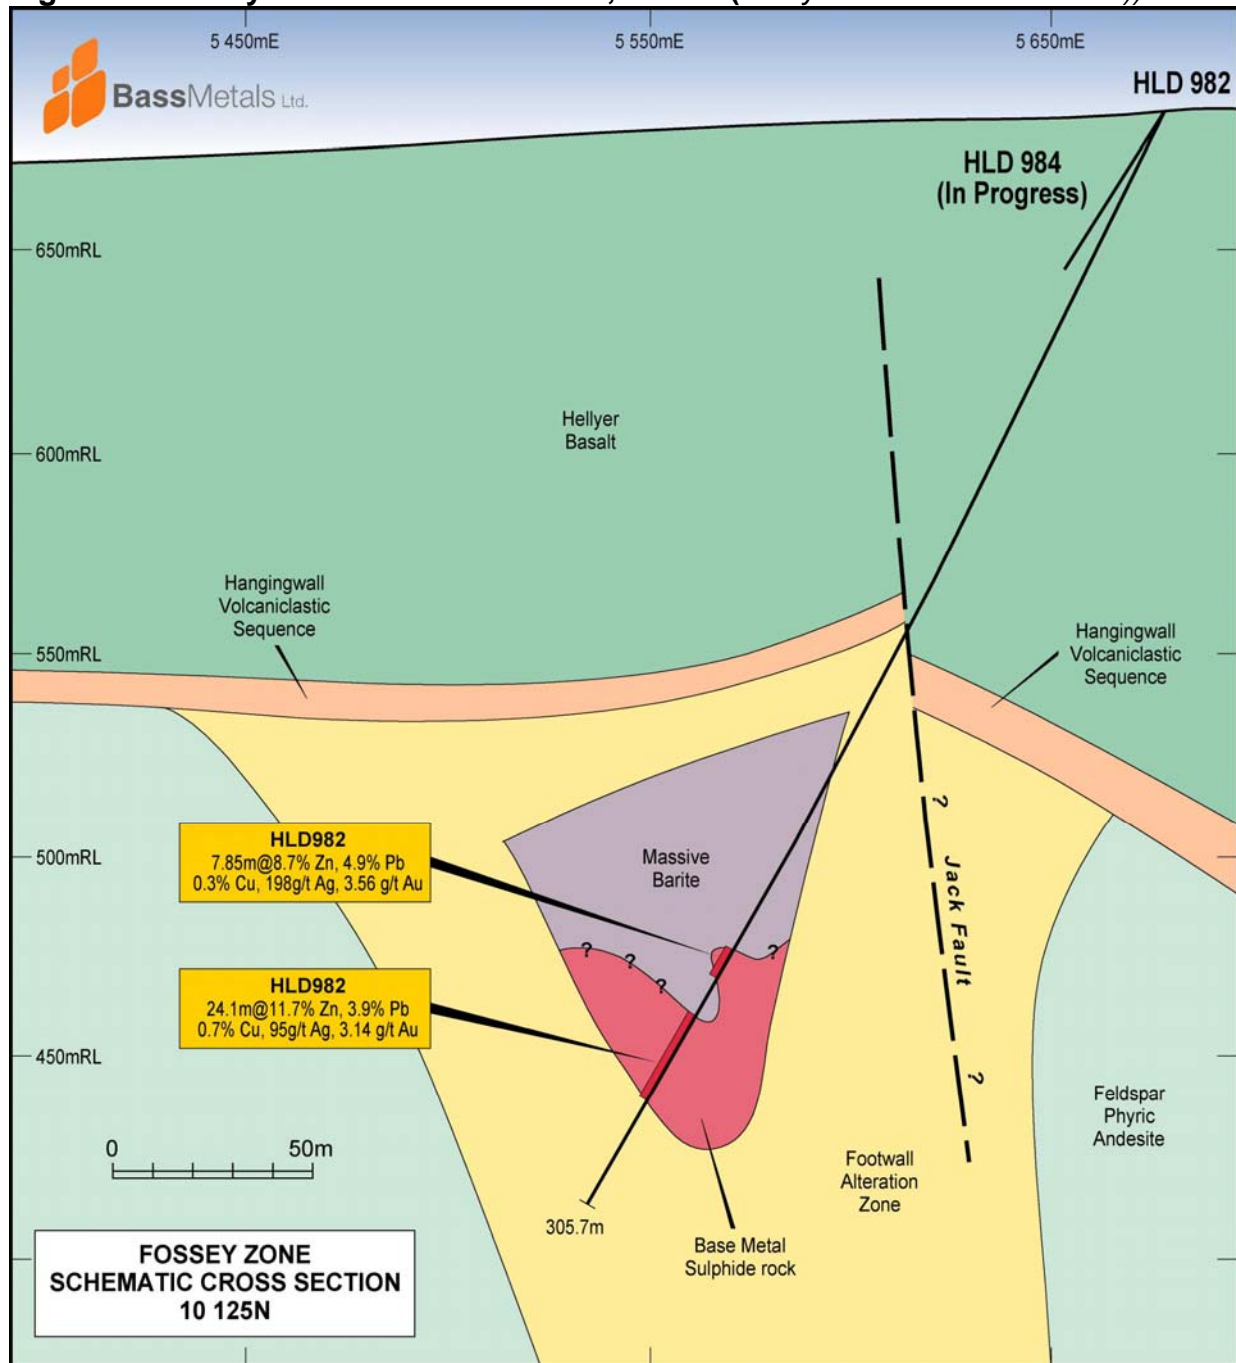 5 450mE
5 550mE
5 650mE
BassMetals Ltd.
HLD 982
HLD 984
(In Progress)
650mRL
Hellyer
Basalt
600mRL
Hangingwall
Volcaniclastic
Sequence
550mRL
Hangingwall
Volcaniclastic
Sequence
?
HLD982
7.85m@8.7% Zn, 4.9% Pb
0.3% Cu, 198g/t Ag, 3.56 g/t Au
500mRL
Massive
Barite
Jack Fault
?
?
?
?
HLD982
24.1m@11.7% Zn, 3.9% Pb
0.7% Cu, 95g/t Ag, 3.14 g/t Au
450mRL
?
Feldspar
Phyric
Andesite
0 50m
Footwall
Alteration
Zone
305.7m
Base Metal
Sulphide rock
FOSSEY ZONE
SCHEMATIC CROSS SECTION
10 125N